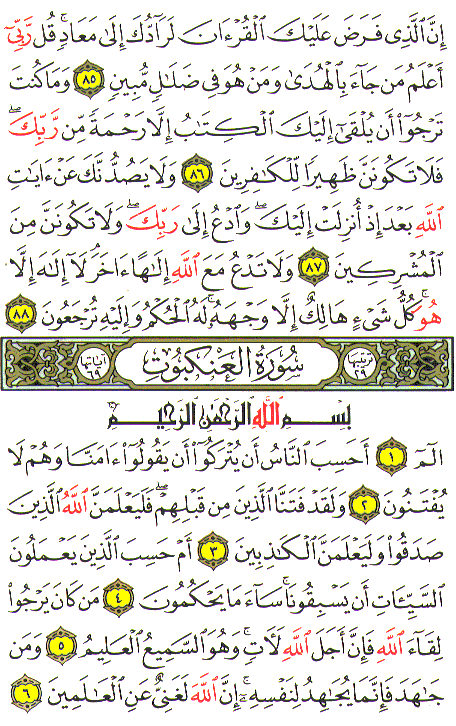 إِنَّ ٱلَّذِى فَرَضَ عَلَيْكَ ٱلْقُرْءَانَ لَرَآدُّكَ إِلَىٰ مَعَادٍ ۚ قُل رَّبِّىٓ
أَعْلَمُ مَن جَآءَ بِٱلْهُدَىٰ وَمَنْ هُوَ فِى ضَلَـٰلٍ مُّبِينٍ ٨٥ وَمَا كُنتَ
تَرْجُوٓا۟ أَن يُلْقَىٰٓ إِلَيْكَ ٱلْكِتَـٰبُ إِلَّا رَحْمَةً مِّن رَّبِّكَ ۖ
فَلَا تَكُونَنَّ ظَهِيرًا لِّلْكَـٰفِرِينَ ٨٦ وَلَا يَصُدُّنَّكَ عَنْ ءَايَـٰتِ
ٱللَّهِ بَعْدَ إِذْ أُنزِلَتْ إِلَيْكَ ۖ وَٱدْعُ إِلَىٰ رَبِّكَ ۖ وَلَا تَكُونَنَّ مِنَ
ٱلْمُشْرِكِينَ ٨٧ وَلَا تَدْعُ مَعَ ٱللَّهِ إِلَـٰهًا ءَاخَرَ ۘ لَآ إِلَـٰهَ إِلَّا
هُوَ ۚ كُلُّ شَىْءٍ هَالِكٌ إِلَّا وَجْهَهُۥ ۚ لَهُ ٱلْحُكْمُ وَإِلَيْهِ تُرْجَعُونَ ٨٨
ترتيبها ٢٩ سُورَةُ ٱلْعَنكَبُوتِ آياتها ٦٩
بِسْمِ ٱللَّهِ ٱلرَّحْمَـٰنِ ٱلرَّحِيمِ
الٓمٓ ١ أَحَسِبَ ٱلنَّاسُ أَن يُتْرَكُوٓا۟ أَن يَقُولُوٓا۟ ءَامَنَّا وَهُمْ لَا
يُفْتَنُونَ ٢ وَلَقَدْ فَتَنَّا ٱلَّذِينَ مِن قَبْلِهِمْ ۖ فَلَيَعْلَمَنَّ ٱللَّهُ ٱلَّذِينَ
صَدَقُوا۟ وَلَيَعْلَمَنَّ ٱلْكَـٰذِبِينَ ٣ أَمْ حَسِبَ ٱلَّذِينَ يَعْمَلُونَ
ٱلسَّيِّـَٔاتِ أَن يَسْبِقُونَا ۚ سَآءَ مَا يَحْكُمُونَ ٤ مَن كَانَ يَرْجُوا۟
لِقَآءَ ٱللَّهِ فَإِنَّ أَجَلَ ٱللَّهِ لَـَٔاتٍ ۚ وَهُوَ ٱلسَّمِيعُ ٱلْعَلِيمُ ٥ وَمَن
جَـٰهَدَ فَإِنَّمَا يُجَـٰهِدُ لِنَفْسِهِۦٓ ۚ إِنَّ ٱللَّهَ لَغَنِىٌّ عَنِ ٱلْعَـٰلَمِينَ ٦